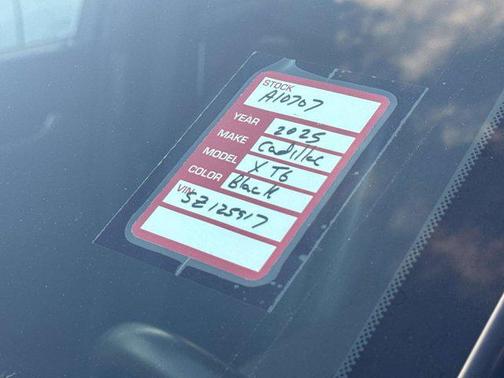 STOCK
A10707
YEAR 2025
MAKE Cadillac
MODEL XT6
COLOR Black
VIN SZ125917